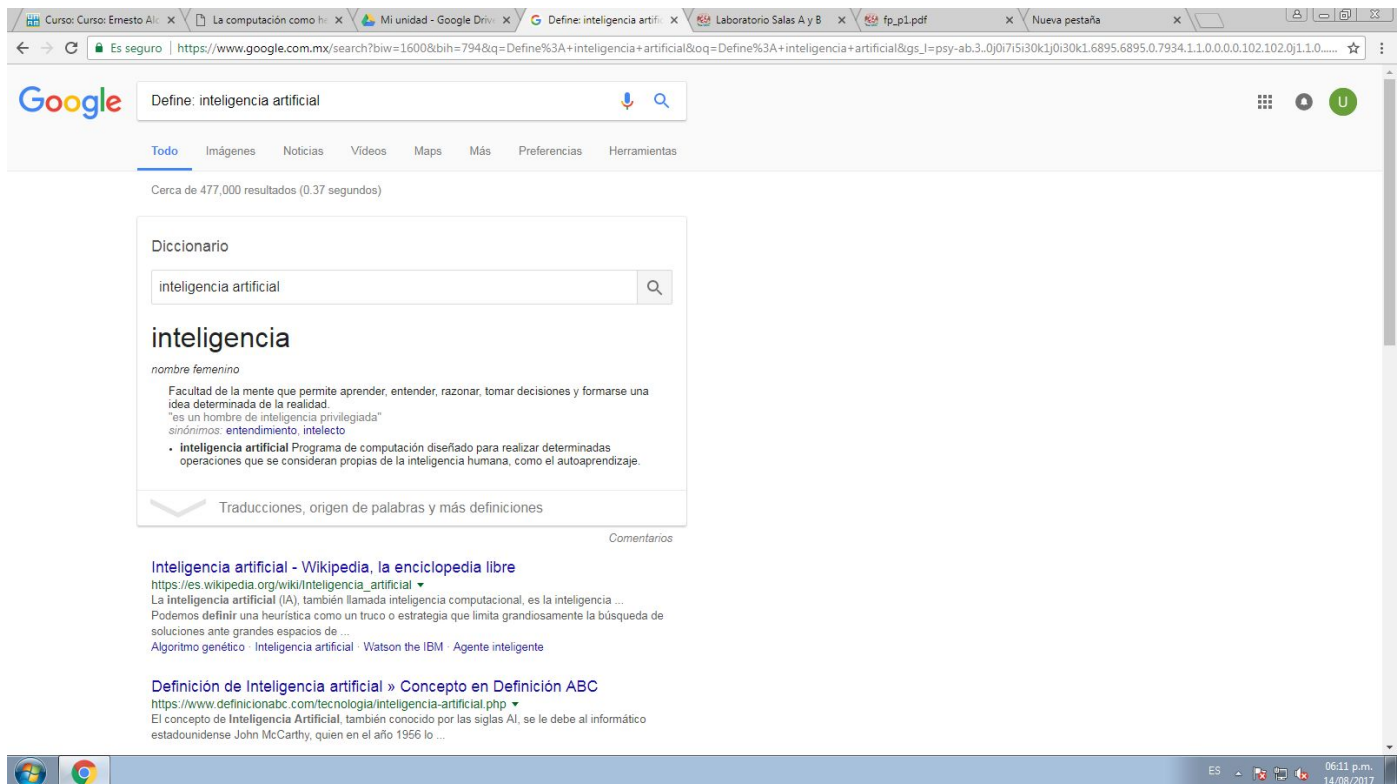 Curso: Curso: Ernesto Alc
La computación como he
Mi unidad - Google Drive
Define: inteligencia artific
Laboratorio Salas A y B
fp_p1.pdf
Nueva pestaña
Es seguro | https://www.google.com.mx/search?biw=1600&bih=794&q=Define%3A+inteligencia+artificial&oq=Define%3A+inteligencia+artificial&gs_l=psy-ab.3..0j0i7i5i30k1j0i30k1.6895.6895.0.7934.1.1.0.0.0.0.102.102.0j1.1.0......
Google
Define: inteligencia artificial
U
Todo Imágenes Noticias Vídeos Maps Más Preferencias Herramientas
Cerca de 477,000 resultados (0.37 segundos)
Diccionario
inteligencia artificial
inteligencia
nombre femenino
Facultad de la mente que permite aprender, entender, razonar, tomar decisiones y formarse una
idea determinada de la realidad.
"es un hombre de inteligencia privilegiada"
sinónimos: entendimiento, intelecto
• inteligencia artificial Programa de computación diseñado para realizar determinadas
operaciones que se consideran propias de la inteligencia humana, como el autoaprendizaje.
Traducciones, origen de palabras y más definiciones
Comentarios
Inteligencia artificial - Wikipedia, la enciclopedia libre
https://es.wikipedia.org/wiki/Inteligencia_artificial
La inteligencia artificial (IA), también llamada inteligencia computacional, es la inteligencia ...
Podemos definir una heurística como un truco o estrategia que limita grandiosamente la búsqueda de
soluciones ante grandes espacios de ...
Algoritmo genético · Inteligencia artificial · Watson the IBM · Agente inteligente
Definición de Inteligencia artificial » Concepto en Definición ABC
https://www.definicionabc.com/tecnologia/inteligencia-artificial.php
El concepto de Inteligencia Artificial, también conocido por las siglas AI, se le debe al informático
estadounidense John McCarthy, quien en el año 1956 lo ...
ES
06:11 p.m.
14/08/2017